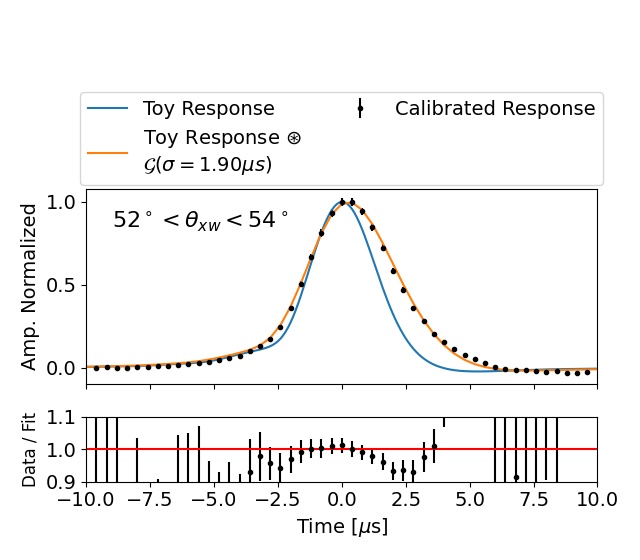 Toy Response
Calibrated Response
Toy Response ⊛
𝒢(σ = 1.90μs)
52° < θxw < 54°
Amp. Normalized
1.0
0.5
0.0
Data / Fit
1.1
1.0
0.9
−10.0 −7.5 −5.0 −2.5 0.0 2.5 5.0 7.5 10.0
Time [μs]